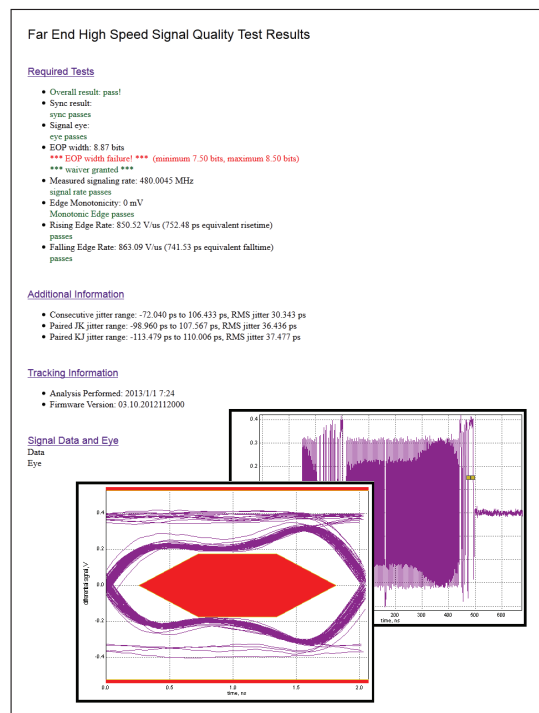 Far End High Speed Signal Quality Test Results
Required Tests
Overall result: pass!
Sync result:
sync passes
Signal eye:
eye passes
EOP width: 8.87 bits
*** EOP width failure! *** (minimum 7.50 bits, maximum 8.50 bits)
*** waiver granted ***
Measured signaling rate: 480.0045 MHz
signal rate passes
Edge Monotonicity: 0 mV
Monotonic Edge passes
Rising Edge Rate: 850.52 V/us (752.48 ps equivalent risetime)
passes
Falling Edge Rate: 863.09 V/us (741.53 ps equivalent falltime)
passes
Additional Information
Consecutive jitter range: -72.040 ps to 106.433 ps, RMS jitter 30.343 ps
Paired JK jitter range: -98.960 ps to 107.567 ps, RMS jitter 36.436 ps
Paired KJ jitter range: -113.479 ps to 110.006 ps, RMS jitter 37.477 ps
Tracking Information
Analysis Performed: 2013/1/1 7:24
Firmware Version: 03.10.2012112000
Signal Data and Eye
Data
Eye
0.4
0.3
0.2
200
300
400
500
600
time, ns
0.4
0.2
0.0
-0.2
-0.4
differential signal, V
0.0
0.5
1.0
1.5
2.0
time, ns